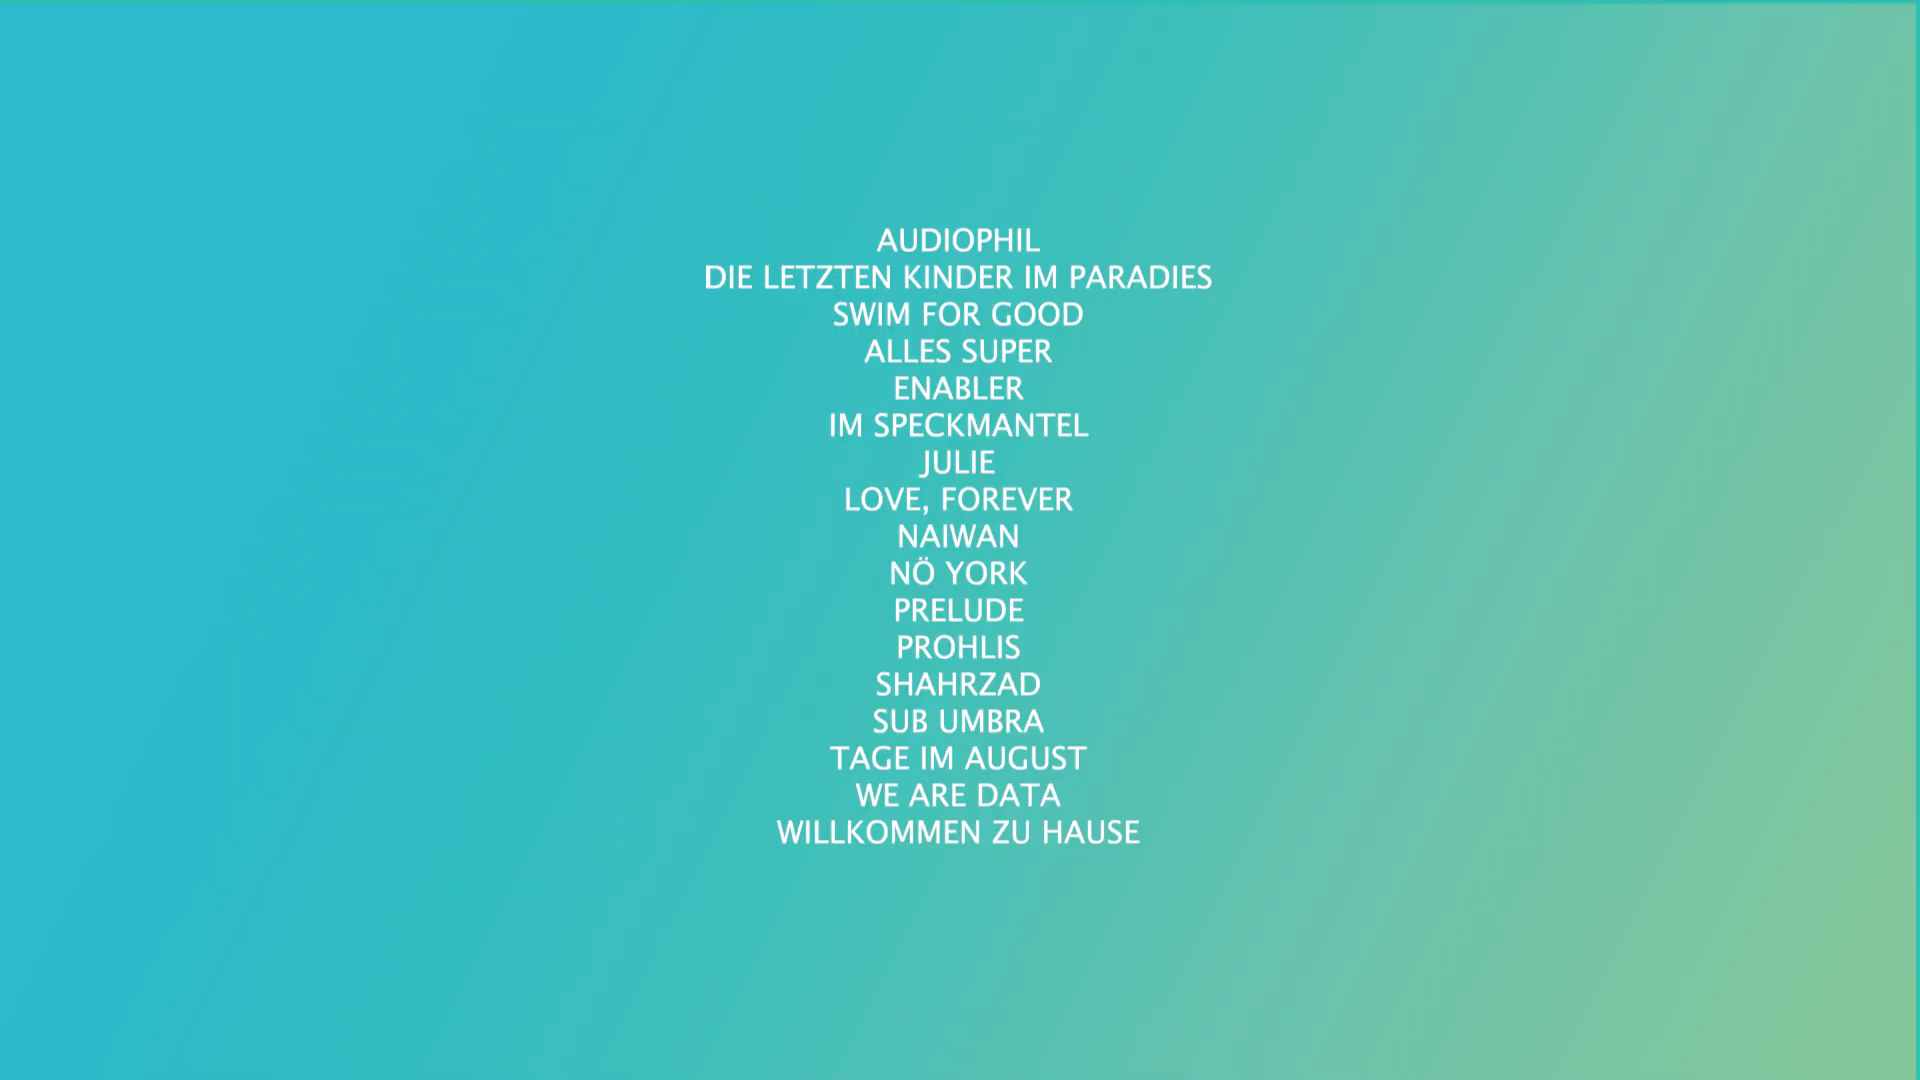 AUDIOPHIL
DIE LETZTEN KINDER IM PARADIES
SWIM FOR GOOD
ALLES SUPER
ENABLER
IM SPECKMANTEL
JULIE
LOVE, FOREVER
NAIWAN
NÖ YORK
PRELUDE
PROHLIS
SHAHRZAD
SUB UMBRA
TAGE IM AUGUST
WE ARE DATA
WILLKOMMEN ZU HAUSE